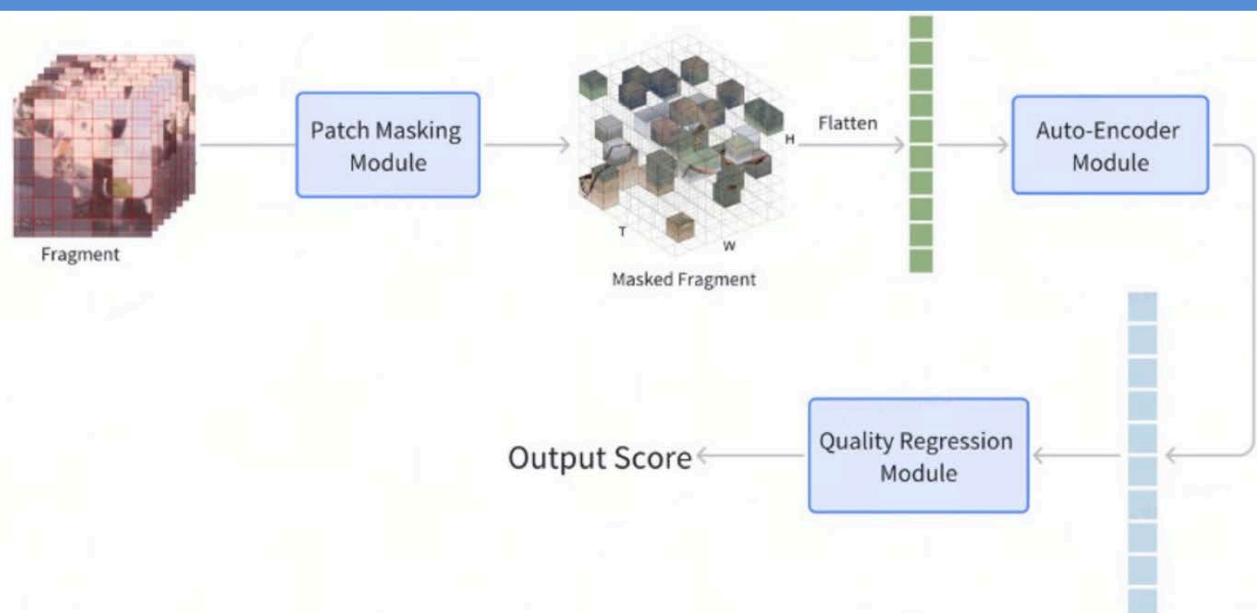 Fragment
Patch Masking
Module
H
T
W
Masked Fragment
Flatten
Auto-Encoder
Module
Quality Regression
Module
Output Score